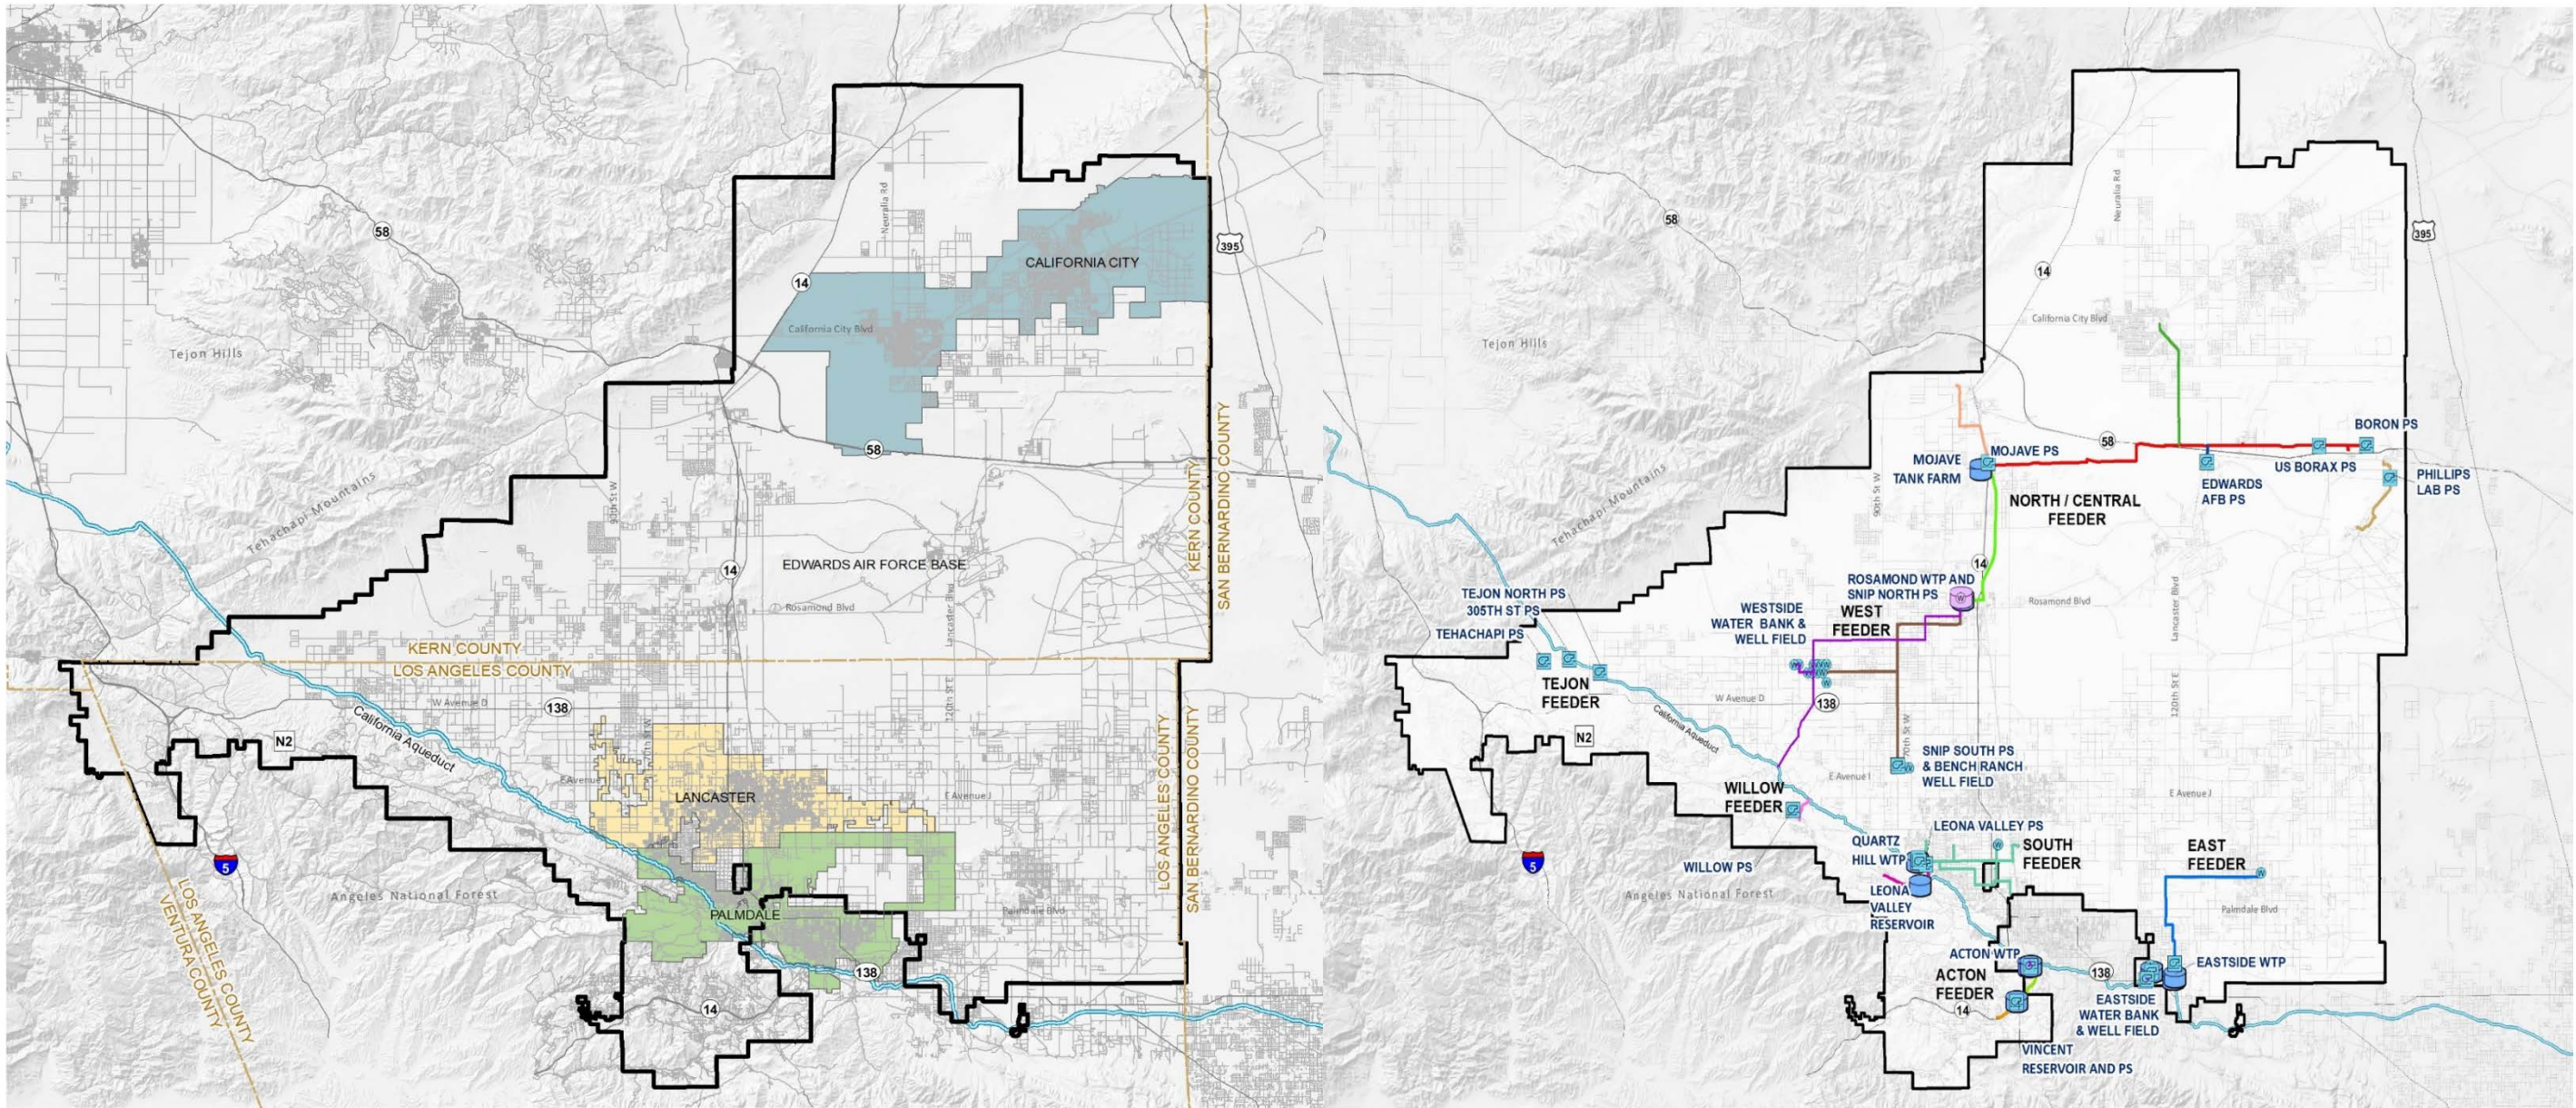 58
Neuralia Rd
395
CALIFORNIA CITY
14
California City Blvd
Tejon Hills
58
KERN COUNTY
SAN BERNARDINO COUNTY
Tehachapi Mountains
90th St W
EDWARDS AIR FORCE BASE
14
Rosamond Blvd
Lancaster Blvd
KERN COUNTY
LOS ANGELES COUNTY
W Avenue D
138
120th St E
California Aqueduct
N2
LOS ANGELES COUNTY
SAN BERNARDINO COUNTY
E Avenue I
LANCASTER
E Avenue J
5
Angeles National Forest
LOS ANGELES COUNTY
VENTURA COUNTY
PALMDALE
Palmdale Blvd
138
14
58
Neuralia Rd
395
14
California City Blvd
Tejon Hills
58
BORON PS
MOJAVE PS
MOJAVE
TANK FARM
US BORAX PS
EDWARDS
AFB PS
PHILLIPS
LAB PS
NORTH / CENTRAL
FEEDER
Tehachapi Mountains
90th St W
14
ROSAMOND WTP AND
SNIP NORTH PS
Rosamond Blvd
Lancaster Blvd
TEJON NORTH PS
305TH ST PS
TEHACHAPI PS
WESTSIDE
WATER BANK &
WELL FIELD
WEST
FEEDER
TEJON
FEEDER
W Avenue D
138
120th St E
California Aqueduct
N2
70th St W
SNIP SOUTH PS
& BENCH RANCH
WELL FIELD
E Avenue I
WILLOW
FEEDER
E Avenue J
LEONA VALLEY PS
QUARTZ
HILL WTP
SOUTH
FEEDER
EAST
FEEDER
WILLOW PS
5
Angeles National Forest
LEONA
VALLEY
RESERVOIR
Palmdale Blvd
ACTON WTP
ACTON
FEEDER
14
138
EASTSIDE WTP
EASTSIDE
WATER BANK
& WELL FIELD
VINCENT
RESERVOIR AND PS